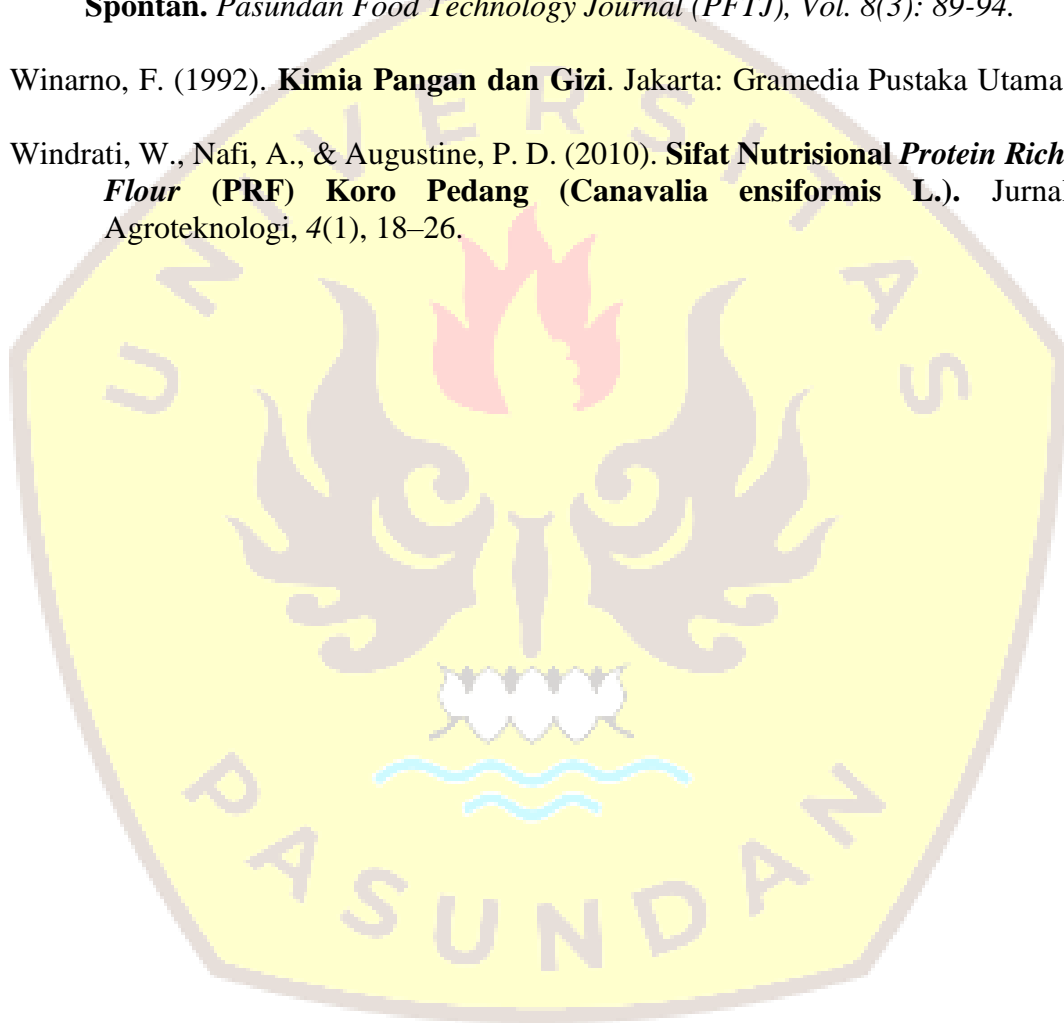 Spontan. Pasundan Food Technology Journal (PFTJ), Vol. 8(3): 89-94.
Winarno, F. (1992). Kimia Pangan dan Gizi. Jakarta: Gramedia Pustaka Utama
Windrati, W., Nafi, A., & Augustine, P. D. (2010). Sifat Nutrisional Protein Rich
Flour (PRF) Koro Pedang (Canavalia ensiformis L.). Jurnal
Agroteknologi, 4(1), 18–26.
UNIVERSITAS
PASUNDAN